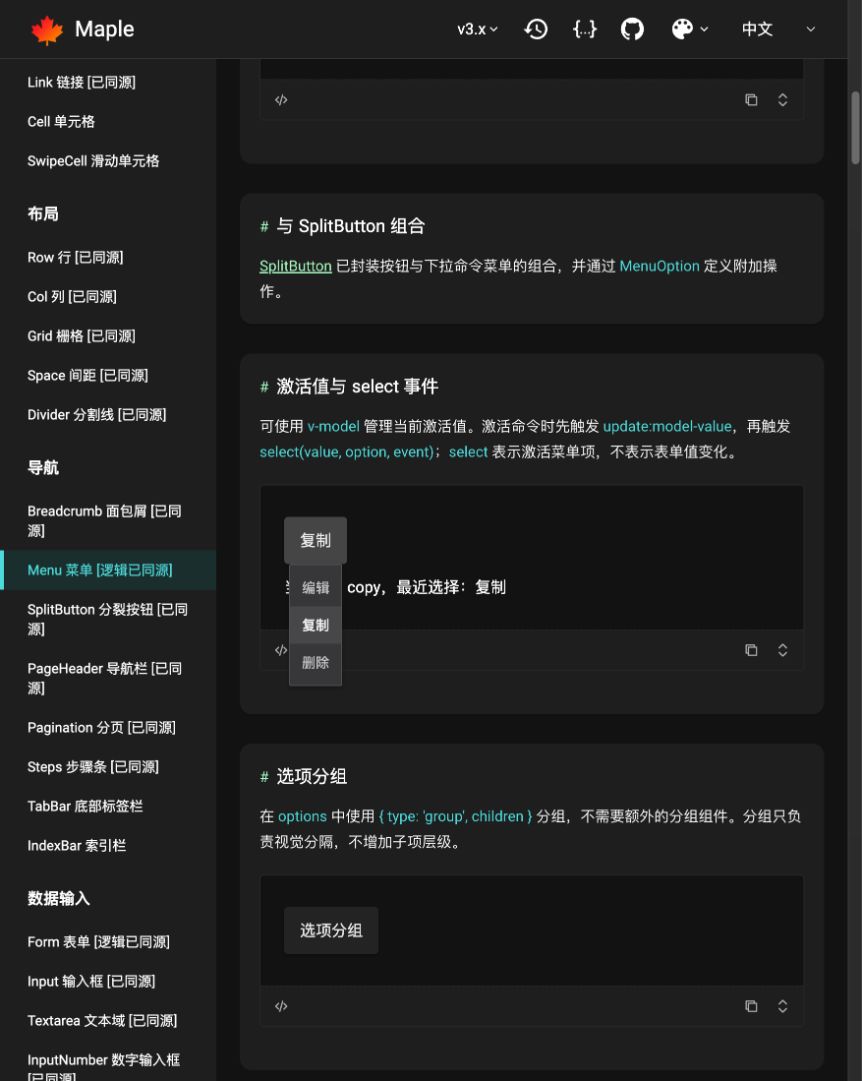 Maple
v3.x
中文
Link 链接 [已同源]
Cell 单元格
SwipeCell 滑动单元格
布局
Row 行 [已同源]
Col 列 [已同源]
Grid 栅格 [已同源]
Space 间距 [已同源]
Divider 分割线 [已同源]
导航
Breadcrumb 面包屑 [已同
源]
Menu 菜单 [逻辑已同源]
SplitButton 分裂按钮 [已同
源]
PageHeader 导航栏 [已同
源]
Pagination 分页 [已同源]
Steps 步骤条 [已同源]
TabBar 底部标签栏
IndexBar 索引栏
数据输入
Form 表单 [逻辑已同源]
Input 输入框 [已同源]
Textarea 文本域 [已同源]
InputNumber 数字输入框
[已同源]
# 与 SplitButton 组合
SplitButton 已封装按钮与下拉命令菜单的组合，并通过 MenuOption 定义附加操
作。
# 激活值与 select 事件
可使用 v-model 管理当前激活值。激活命令时先触发 update:model-value，再触发
select(value, option, event)；select 表示激活菜单项，不表示表单值变化。
复制
copy，最近选择：复制
编辑
复制
删除
# 选项分组
在 options 中使用 { type: 'group', children } 分组，不需要额外的分组组件。分组只负
责视觉分隔，不增加子项层级。
选项分组